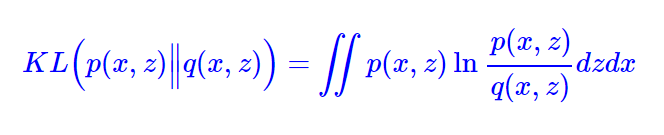 KL(p(x, z)‖q(x, z)) = ∬ p(x, z) ln p(x, z)/q(x, z) dzdx